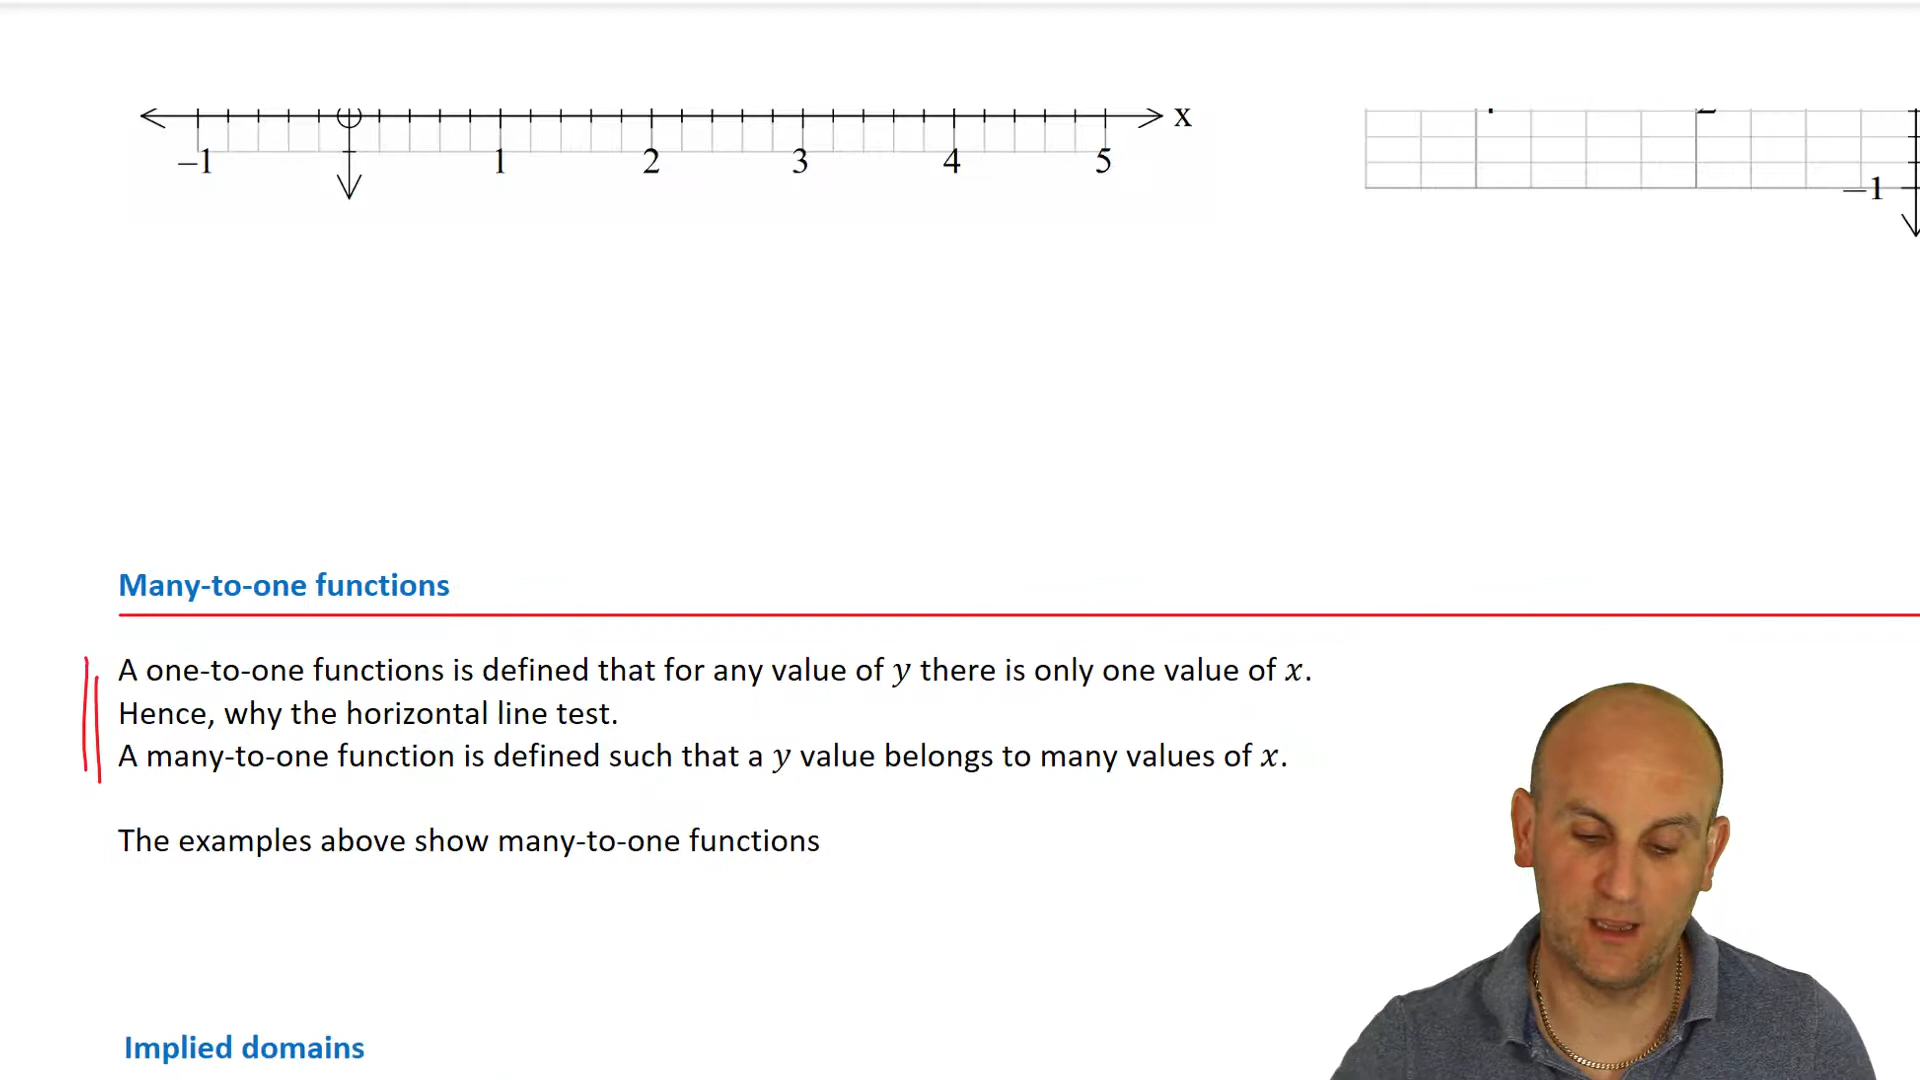 x
−1 1 2 3 4 5
−1
Many-to-one functions
A one-to-one functions is defined that for any value of y there is only one value of x.
Hence, why the horizontal line test.
A many-to-one function is defined such that a y value belongs to many values of x.
The examples above show many-to-one functions
Implied domains